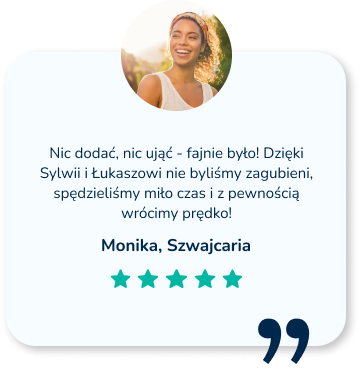 Nic dodać, nic ująć - fajnie było! Dzięki
Sylwii i Łukaszowi nie byliśmy zagubieni,
spędzieliśmy miło czas i z pewnością
wrócimy prędko!
Monika, Szwajcaria
”